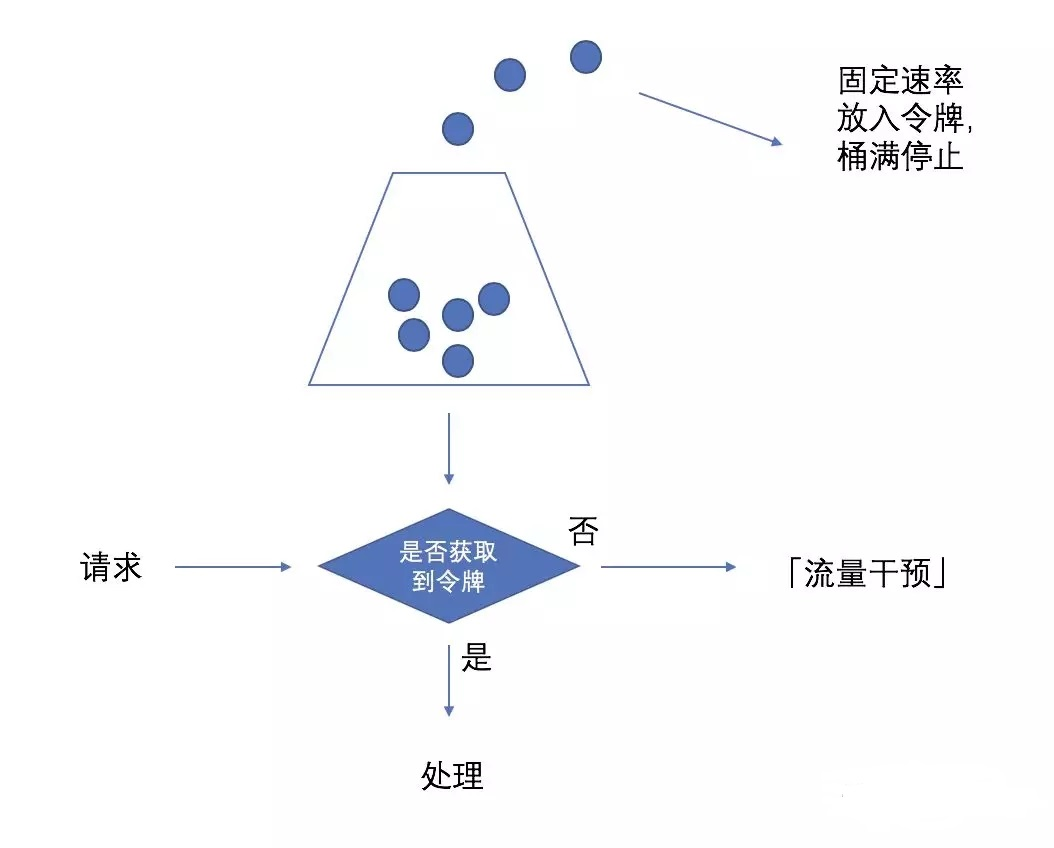 固定速率
放入令牌,
桶满停止
请求
是否获取
到令牌
否
「流量干预」
是
处理